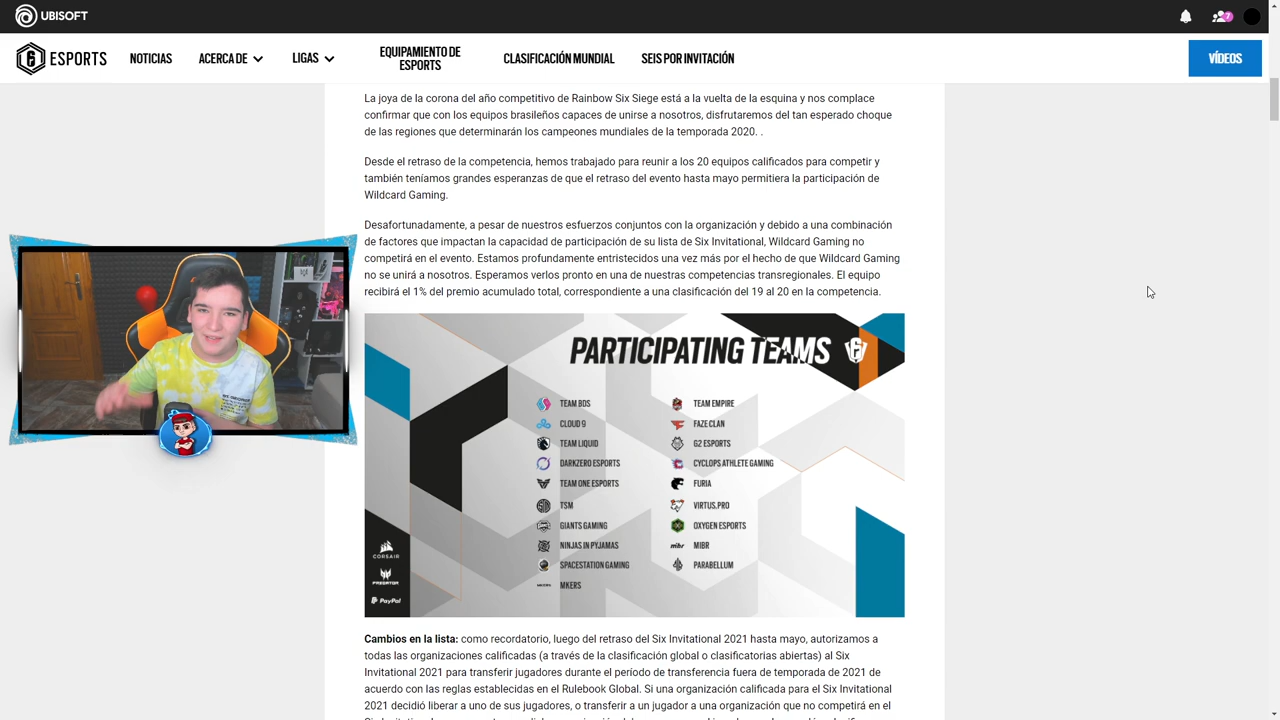 UBISOFT
7
ESPORTS
NOTICIAS
ACERCA DE
LIGAS
EQUIPAMIENTO DE
ESPORTS
CLASIFICACIÓN MUNDIAL
SEIS POR INVITACIÓN
VÍDEOS
La joya de la corona del año competitivo de Rainbow Six Siege está a la vuelta de la esquina y nos complace
confirmar que con los equipos brasileños capaces de unirse a nosotros, disfrutaremos del tan esperado choque
de las regiones que determinarán los campeones mundiales de la temporada 2020. .
Desde el retraso de la competencia, hemos trabajado para reunir a los 20 equipos calificados para competir y
también teníamos grandes esperanzas de que el retraso del evento hasta mayo permitiera la participación de
Wildcard Gaming.
Desafortunadamente, a pesar de nuestros esfuerzos conjuntos con la organización y debido a una combinación
de factores que impactan la capacidad de participación de su lista de Six Invitational, Wildcard Gaming no
competirá en el evento. Estamos profundamente entristecidos una vez más por el hecho de que Wildcard Gaming
no se unirá a nosotros. Esperamos verlos pronto en una de nuestras competencias transregionales. El equipo
recibirá el 1% del premio acumulado total, correspondiente a una clasificación del 19 al 20 en la competencia.
PARTICIPATING TEAMS
TEAM BDS
CLOUD 9
TEAM LIQUID
DARKZERO ESPORTS
TEAM ONE ESPORTS
TSM
GIANTS GAMING
NINJAS IN PYJAMAS
SPACESTATION GAMING
MKERS
TEAM EMPIRE
FAZE CLAN
G2 ESPORTS
CYCLOPS ATHLETE GAMING
FURIA
VIRTUS.PRO
OXYGEN ESPORTS
MIBR
PARABELLUM
CORSAIR
PREDATOR
PayPal
Cambios en la lista: como recordatorio, luego del retraso del Six Invitational 2021 hasta mayo, autorizamos a
todas las organizaciones calificadas (a través de la clasificación global o clasificatorias abiertas) al Six
Invitational 2021 para transferir jugadores durante el período de transferencia fuera de temporada de 2021 de
acuerdo con las reglas establecidas en el Rulebook Global. Si una organización calificada para el Six Invitational
2021 decidió liberar a uno de sus jugadores, o transferir a un jugador a una organización que no competirá en el